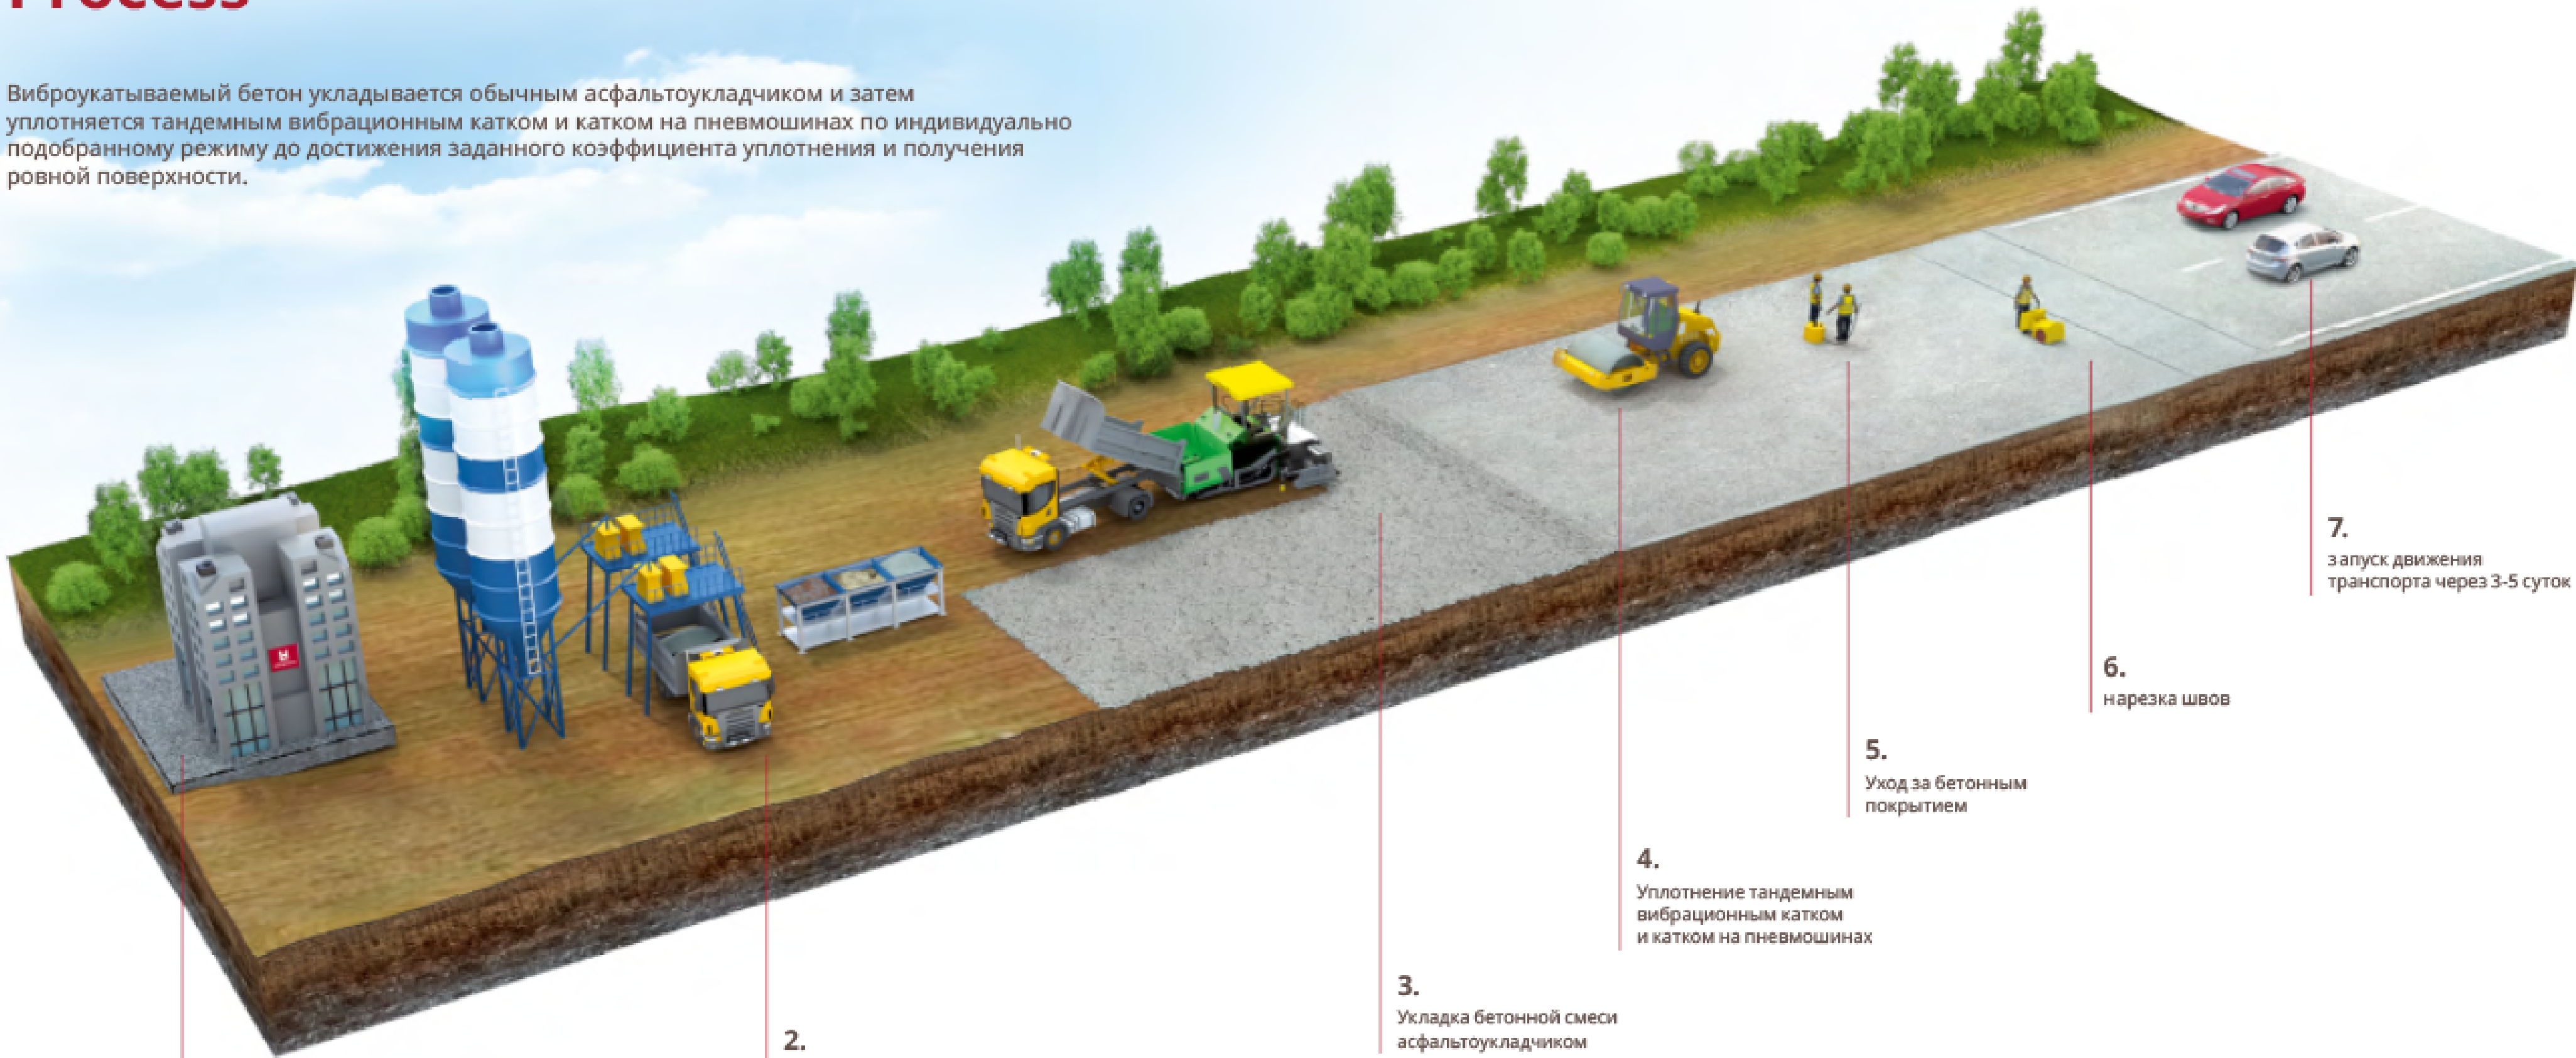 Process
Виброукатываемый бетон укладывается обычным асфальтоукладчиком и затем
уплотняется тандемным вибрационным катком и катком на пневмошинах по индивидуально
подобранному режиму до достижения заданного коэффициента уплотнения и получения
ровной поверхности.
7.
запуск движения
транспорта через 3-5 суток
6.
нарезка швов
5.
Уход за бетонным
покрытием
4.
Уплотнение тандемным
вибрационным катком
и катком на пневмошинах
3.
Укладка бетонной смеси
асфальтоукладчиком
2.